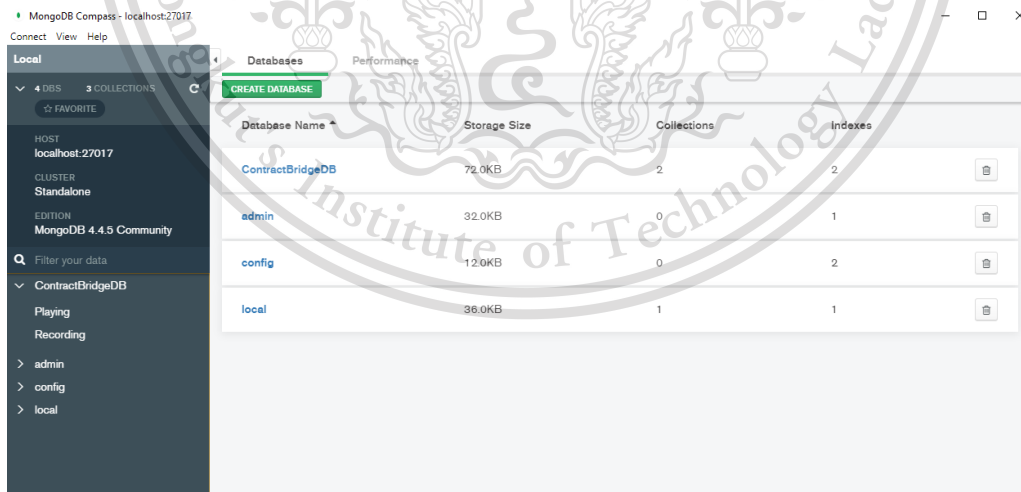 MongoDB Compass - localhost:27017
Connect View Help
Local
4 DBS 3 COLLECTIONS
☆ FAVORITE
HOST
localhost:27017
CLUSTER
Standalone
EDITION
MongoDB 4.4.5 Community
Filter your data
ContractBridgeDB
Playing
Recording
admin
config
local
Databases Performance
CREATE DATABASE
Database Name Storage Size Collections Indexes
ContractBridgeDB 72.0KB 2 2
admin 32.0KB 0 1
config 12.0KB 0 2
local 36.0KB 1 1
's Institute of Technology Lad